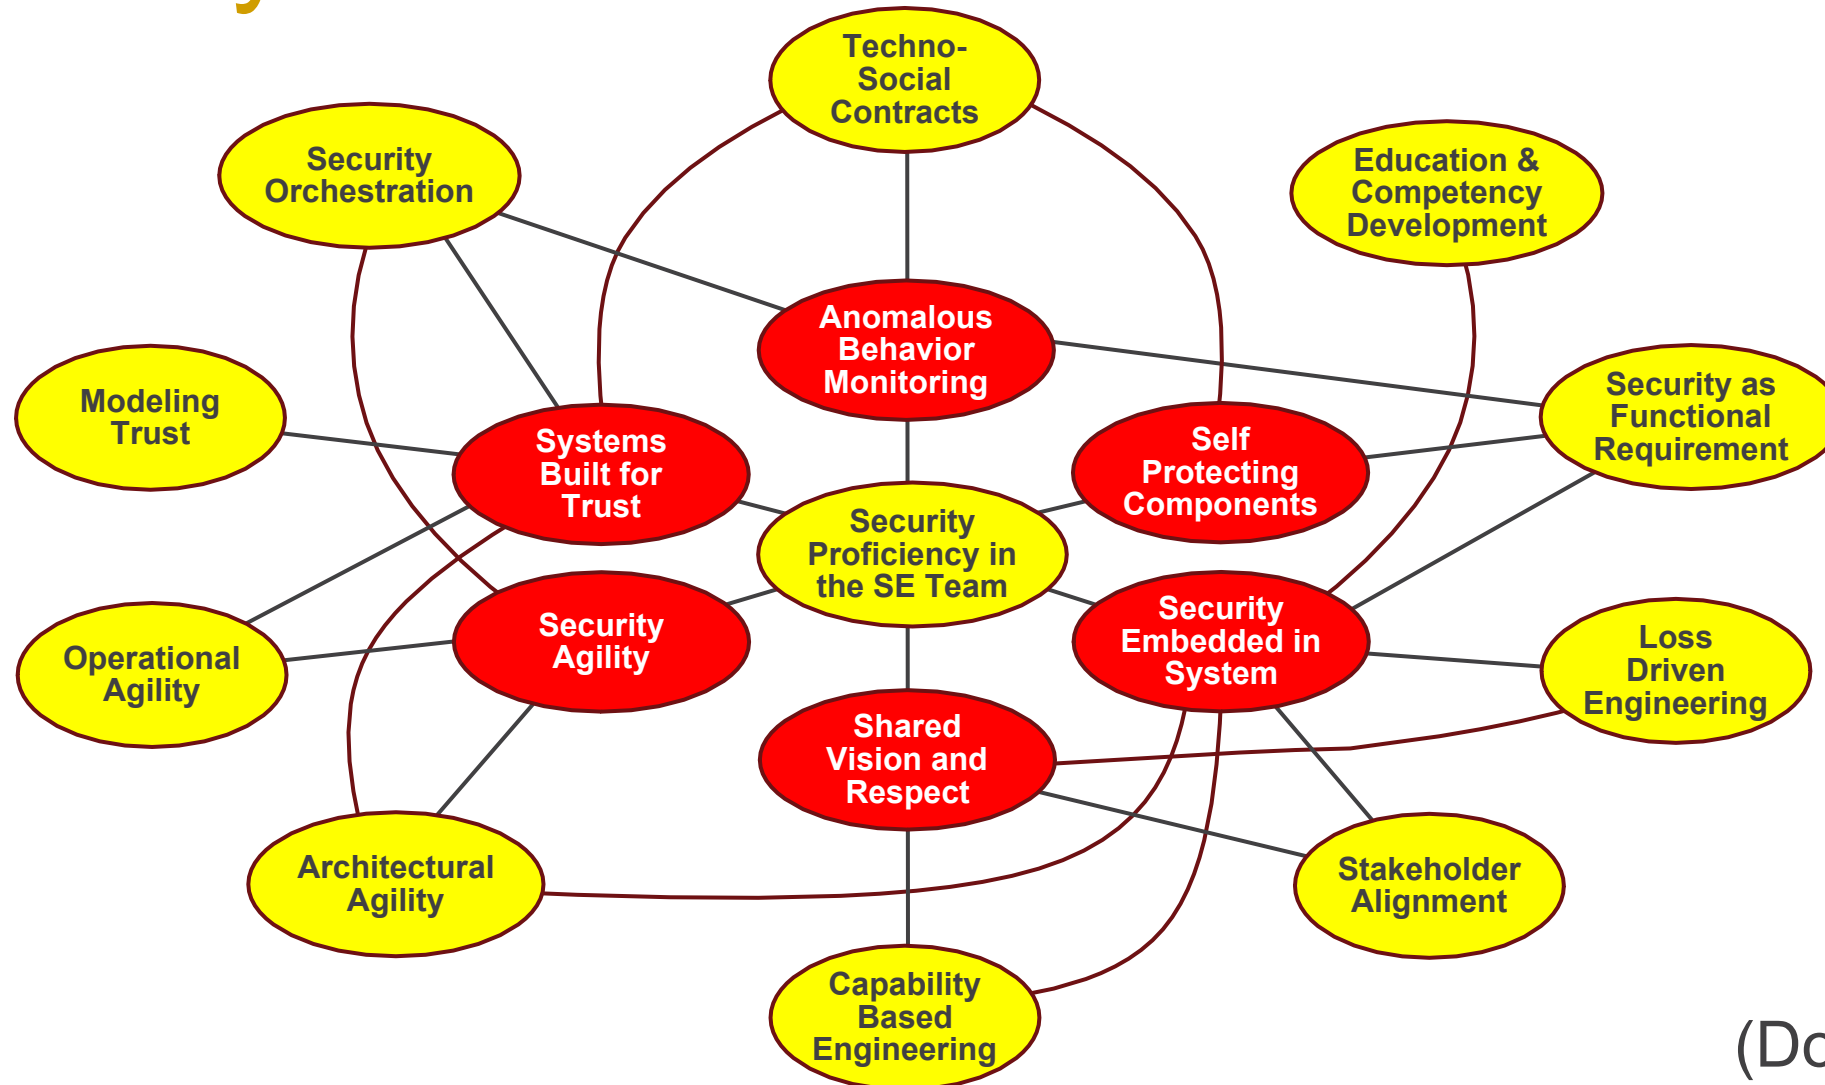 y
Techno-
Social
Contracts
Security
Orchestration
Education &
Competency
Development
Anomalous
Behavior
Monitoring
Modeling
Trust
Systems
Built for
Trust
Self
Protecting
Components
Security as
Functional
Requirement
Security
Proficiency in
the SE Team
Security
Agility
Security
Embedded in
System
Operational
Agility
Loss
Driven
Engineering
Shared
Vision and
Respect
Architectural
Agility
Stakeholder
Alignment
Capability
Based
Engineering
(Do